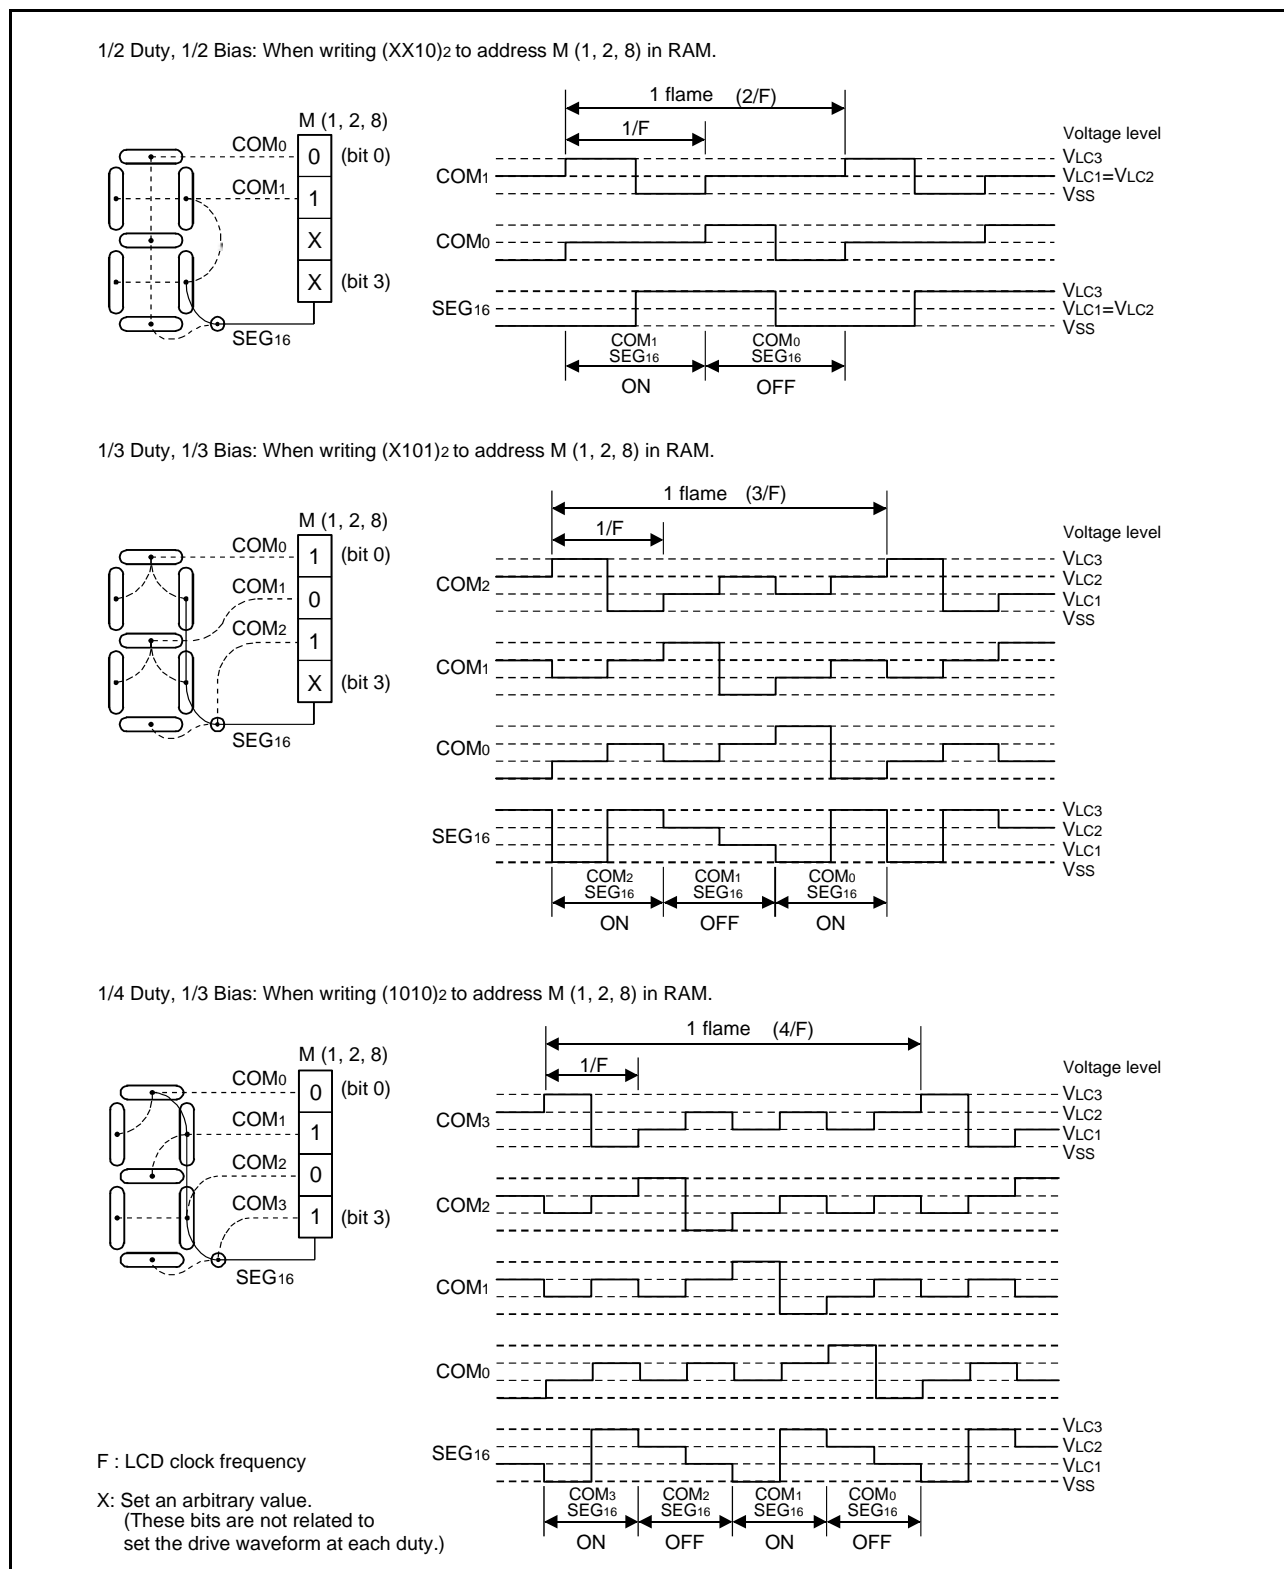 1/2 Duty, 1/2 Bias: When writing (XX10)2 to address M (1, 2, 8) in RAM.
1 flame (2/F)
M (1, 2, 8)
1/F
Voltage level
COM0
0
(bit 0)
VLC3
COM1
VLC1=VLC2
COM1
1
VSS
X
COM0
X
(bit 3)
VLC3
SEG16
VLC1=VLC2
SEG16
VSS
COM1
SEG16
COM0
SEG16
ON
OFF
1/3 Duty, 1/3 Bias: When writing (X101)2 to address M (1, 2, 8) in RAM.
1 flame (3/F)
M (1, 2, 8)
1/F
Voltage level
COM0
1
(bit 0)
VLC3
COM2
VLC2
COM1
0
VLC1
VSS
COM2
1
COM1
X
(bit 3)
SEG16
COM0
VLC3
SEG16
VLC2
VLC1
VSS
COM2
SEG16
COM1
SEG16
COM0
SEG16
ON
OFF
ON
1/4 Duty, 1/3 Bias: When writing (1010)2 to address M (1, 2, 8) in RAM.
1 flame (4/F)
M (1, 2, 8)
1/F
Voltage level
COM0
0
(bit 0)
VLC3
COM3
VLC2
COM1
1
VLC1
VSS
COM2
0
COM2
COM3
1
(bit 3)
SEG16
COM1
COM0
VLC3
SEG16
VLC2
VLC1
VSS
F : LCD clock frequency
COM3
SEG16
COM2
SEG16
COM1
SEG16
COM0
SEG16
ON
OFF
ON
OFF
X: Set an arbitrary value.
(These bits are not related to
set the drive waveform at each duty.)